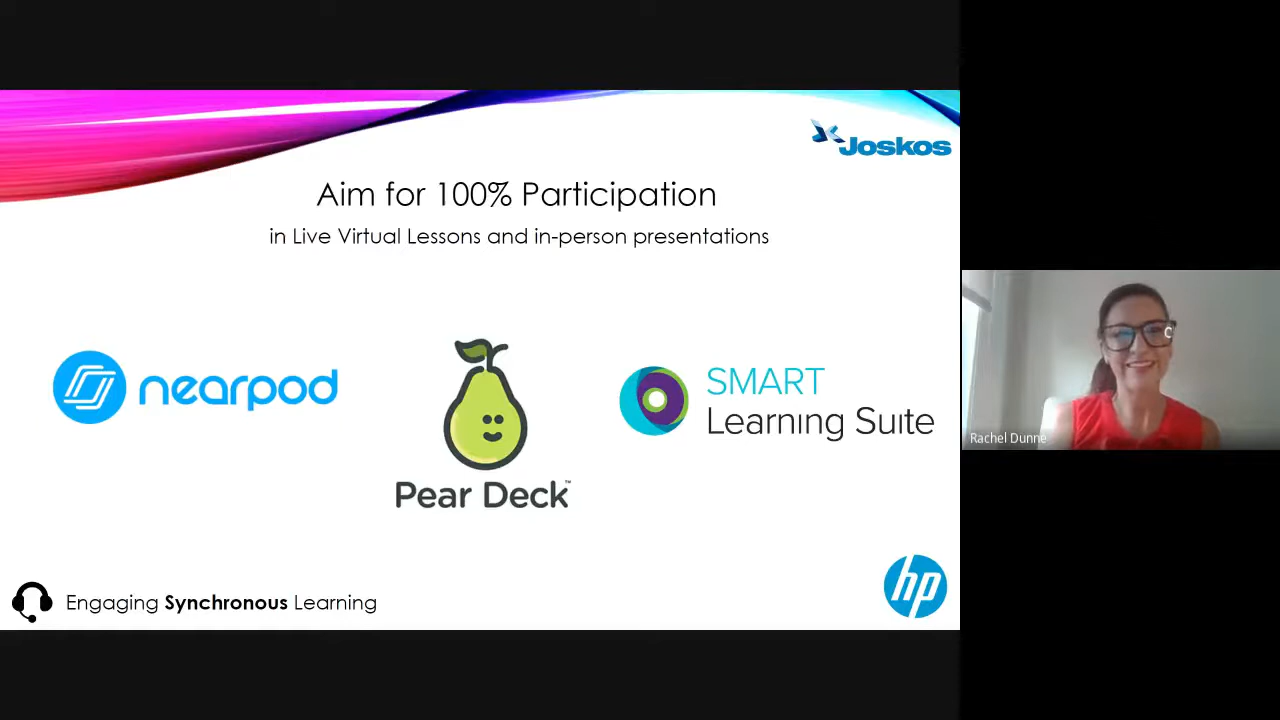 Joskos
Aim for 100% Participation
in Live Virtual Lessons and in-person presentations
nearpod
SMART
Learning Suite
Pear Deck™
Rachel Dunne
hp
Engaging Synchronous Learning